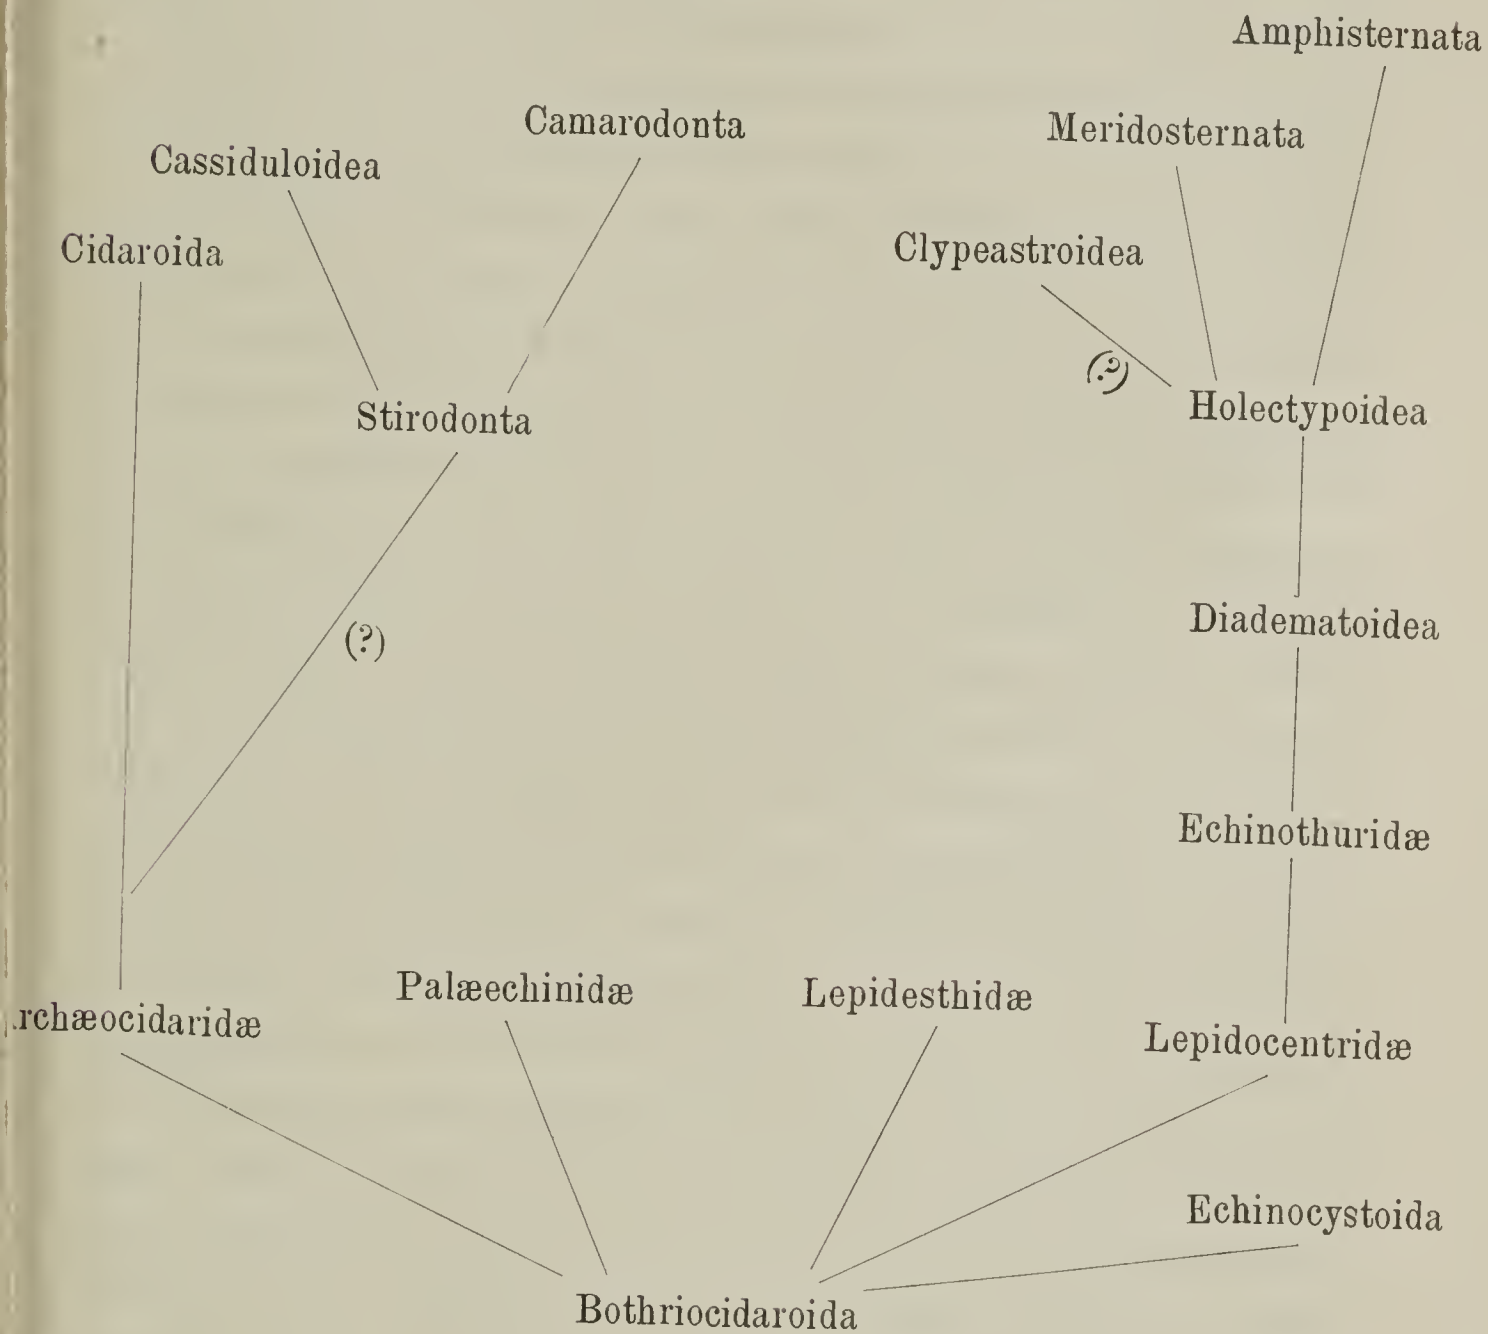 Amphisternata
Camarodonta
Meridosternata
Cassiduloidea
Cidaroida
Clypeastroidea
(?)
Holectypoidea
Stirodonta
Diadematoidea
(?)
Echinothuridæ
Palæechinidæ
Lepidesthidæ
rchæocidaridæ
Lepidocentridæ
Echinocystoida
Bothriocidaroida